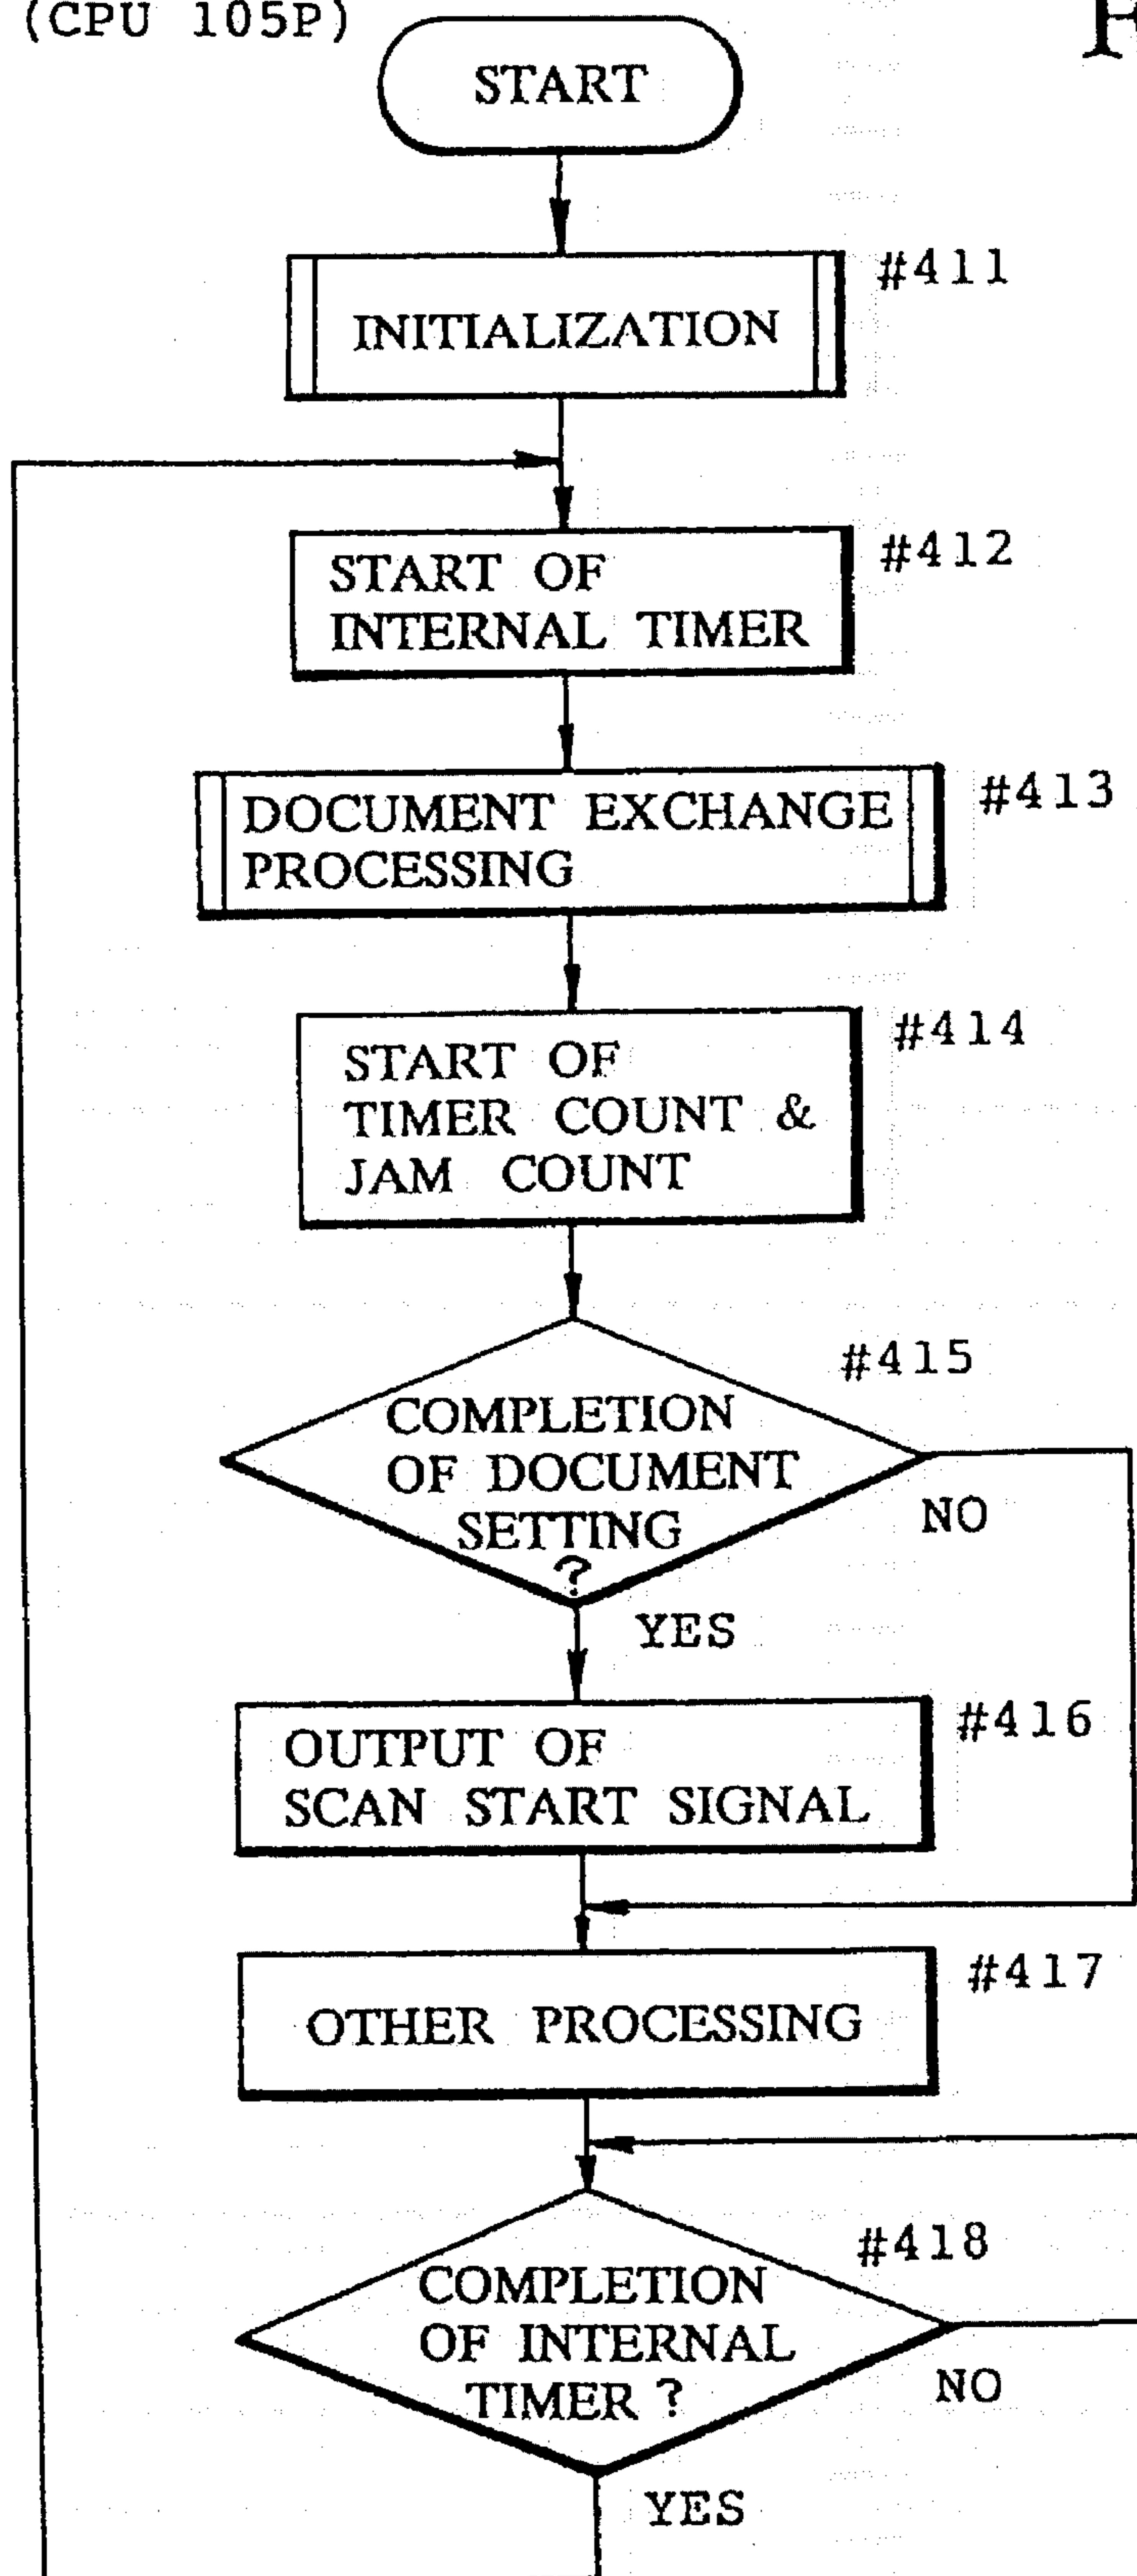 (CPU 105P)
F
START
#411
INITIALIZATION
#412
START OF
INTERNAL TIMER
#413
DOCUMENT EXCHANGE
PROCESSING
#414
START OF
TIMER COUNT &
JAM COUNT
#415
COMPLETION
OF DOCUMENT
SETTING
?
NO
YES
#416
OUTPUT OF
SCAN START SIGNAL
#417
OTHER PROCESSING
#418
COMPLETION
OF INTERNAL
TIMER ?
NO
YES